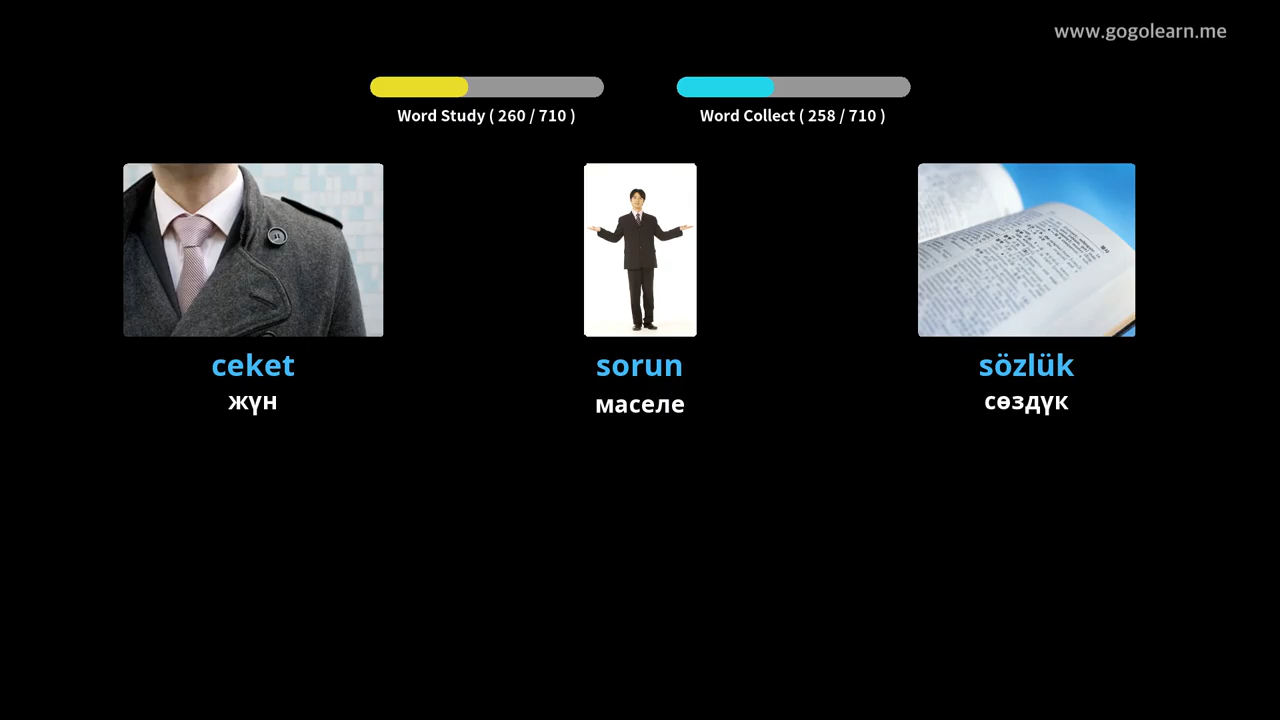 www.gogolearn.me
Word Study ( 260 / 710 )
Word Collect ( 258 / 710 )
ceket
sorun
sözlük
жүн
маселе
сөздүк